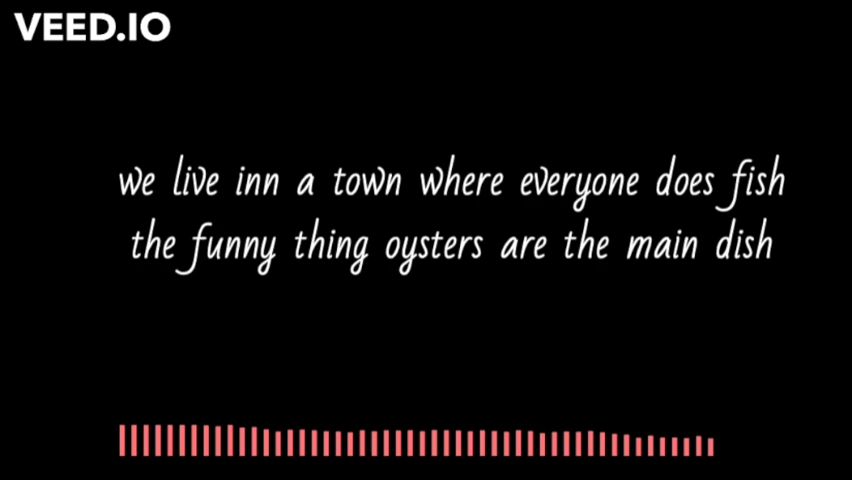 VEED.IO
we live inn a town where everyone does fish
the funny thing oysters are the main dish